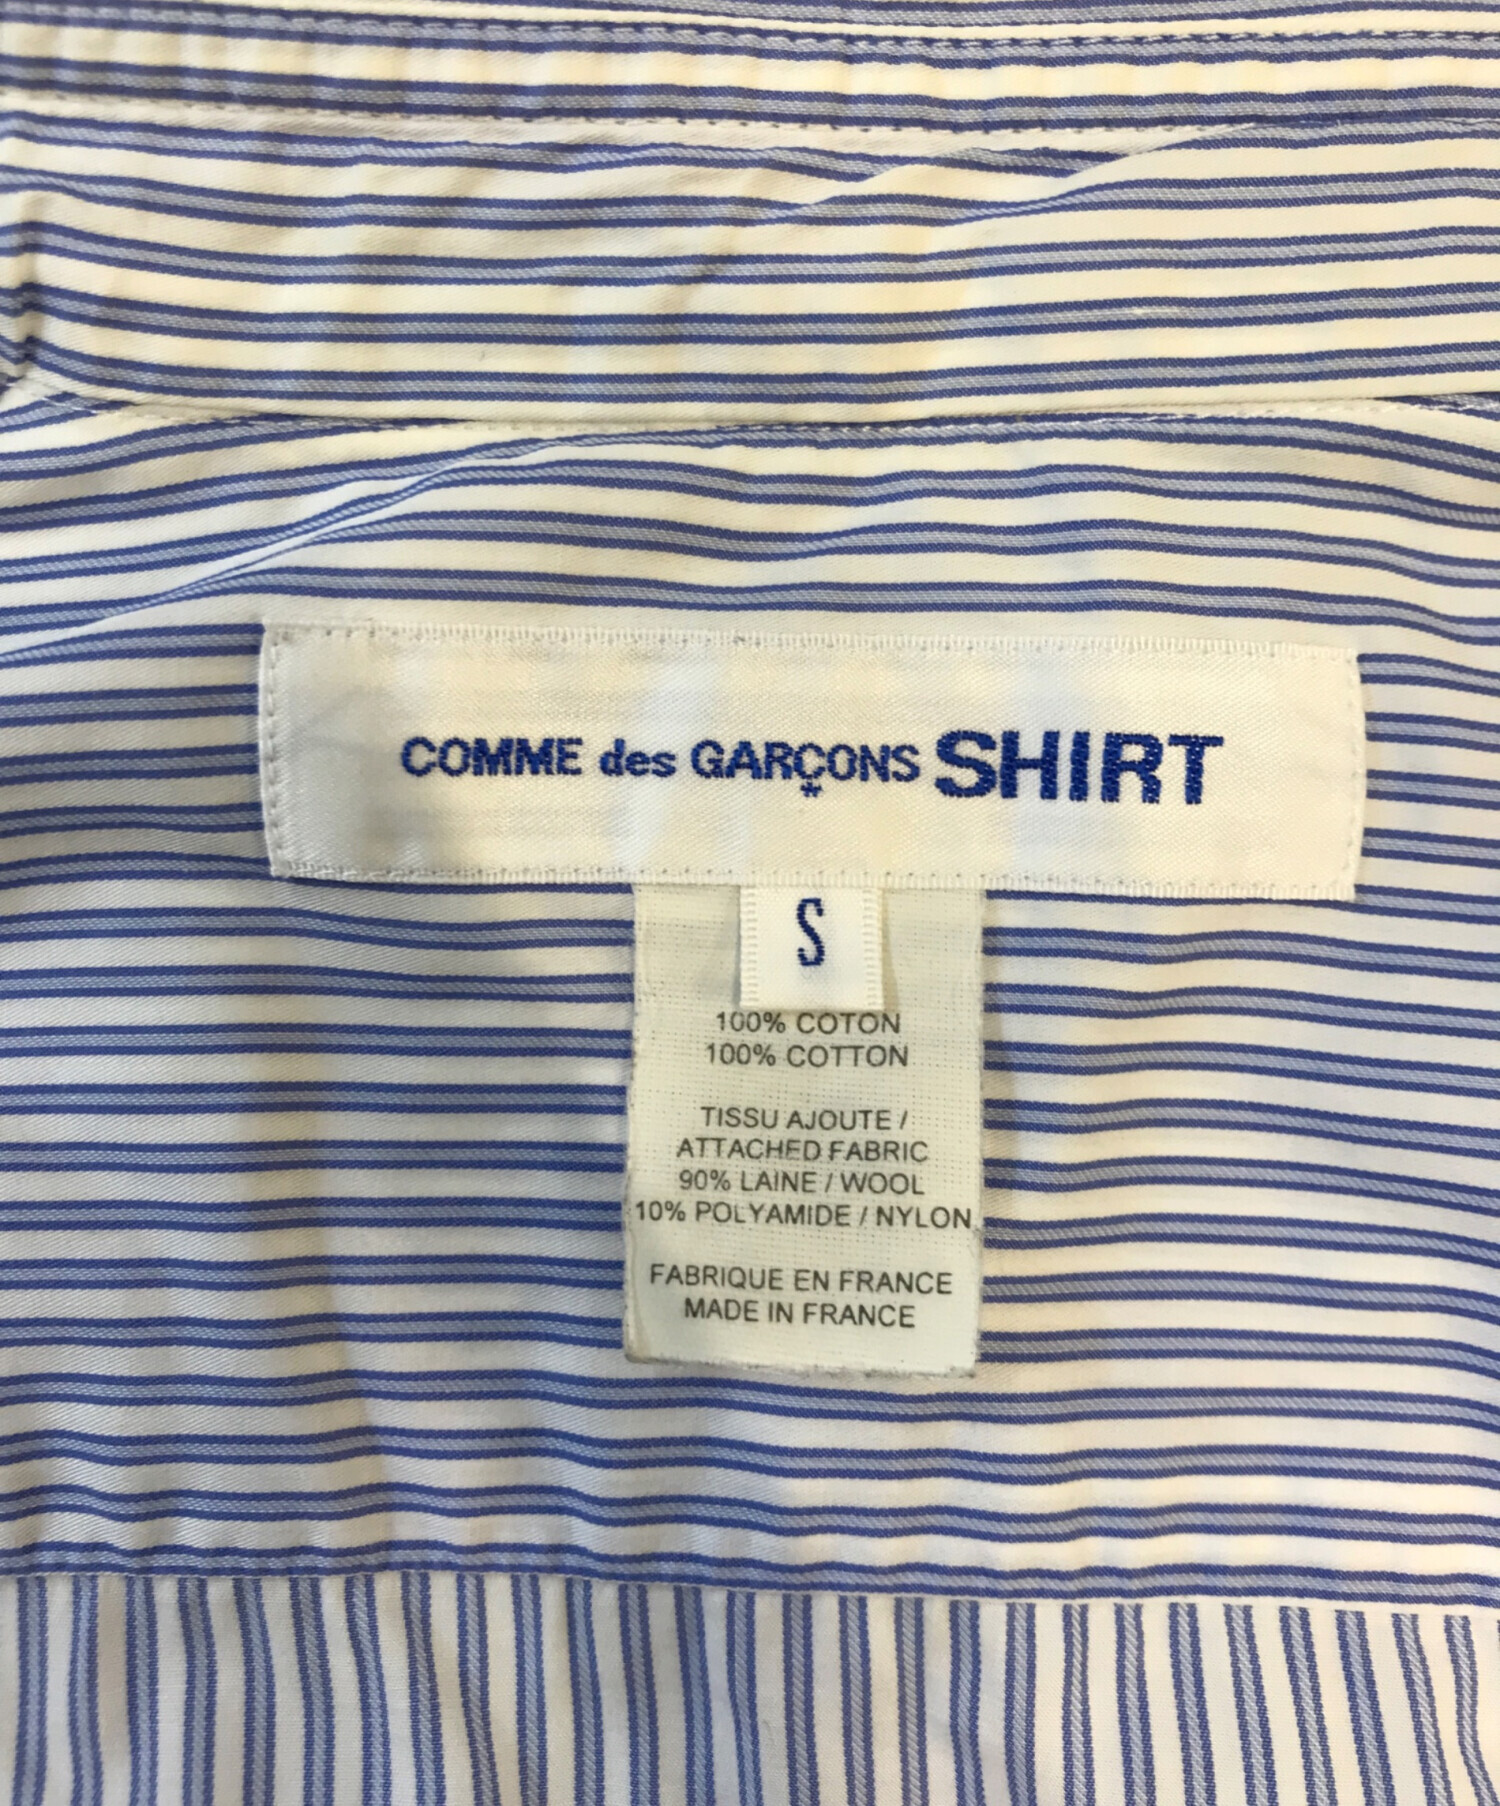 COMME des GARÇONS SHIRT
S
100% COTON
100% COTTON
TISSU AJOUTE /
ATTACHED FABRIC
90% LAINE / WOOL
10% POLYAMIDE / NYLON
FABRIQUE EN FRANCE
MADE IN FRANCE